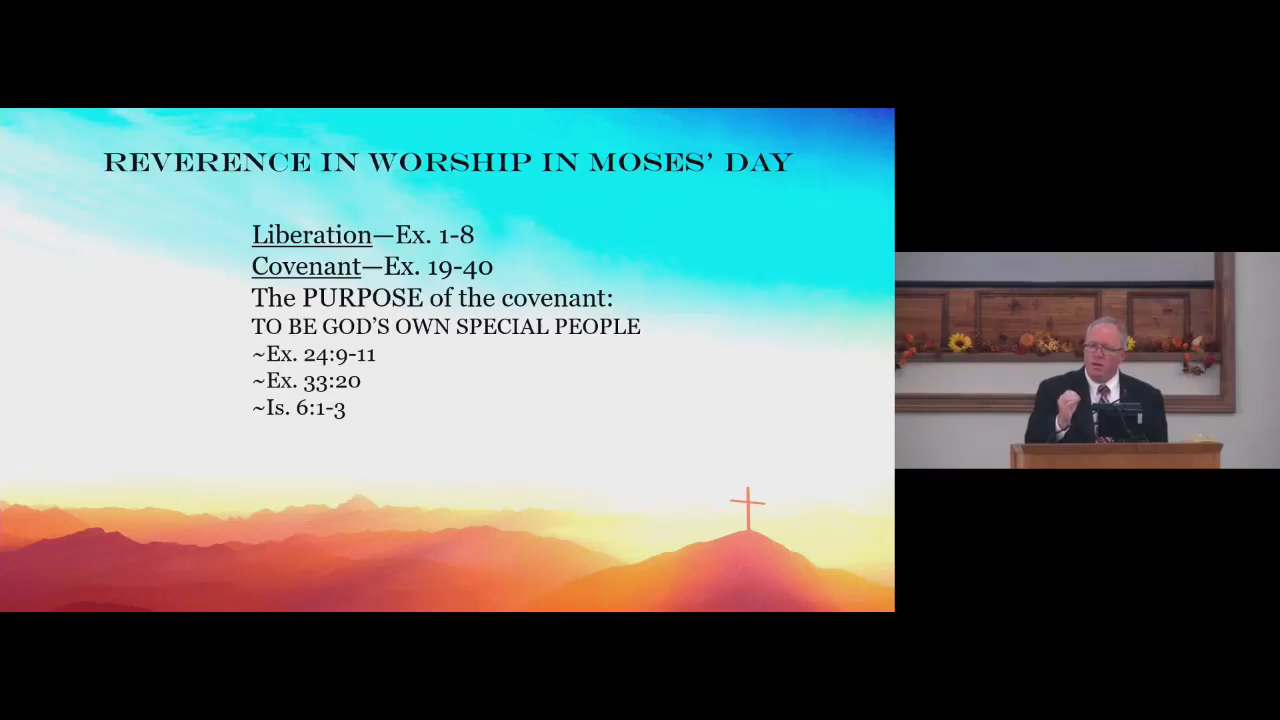 REVERENCE IN WORSHIP IN MOSES’ DAY
Liberation—Ex. 1-8
Covenant—Ex. 19-40
The PURPOSE of the covenant:
TO BE GOD’S OWN SPECIAL PEOPLE
~Ex. 24:9-11
~Ex. 33:20
~Is. 6:1-3